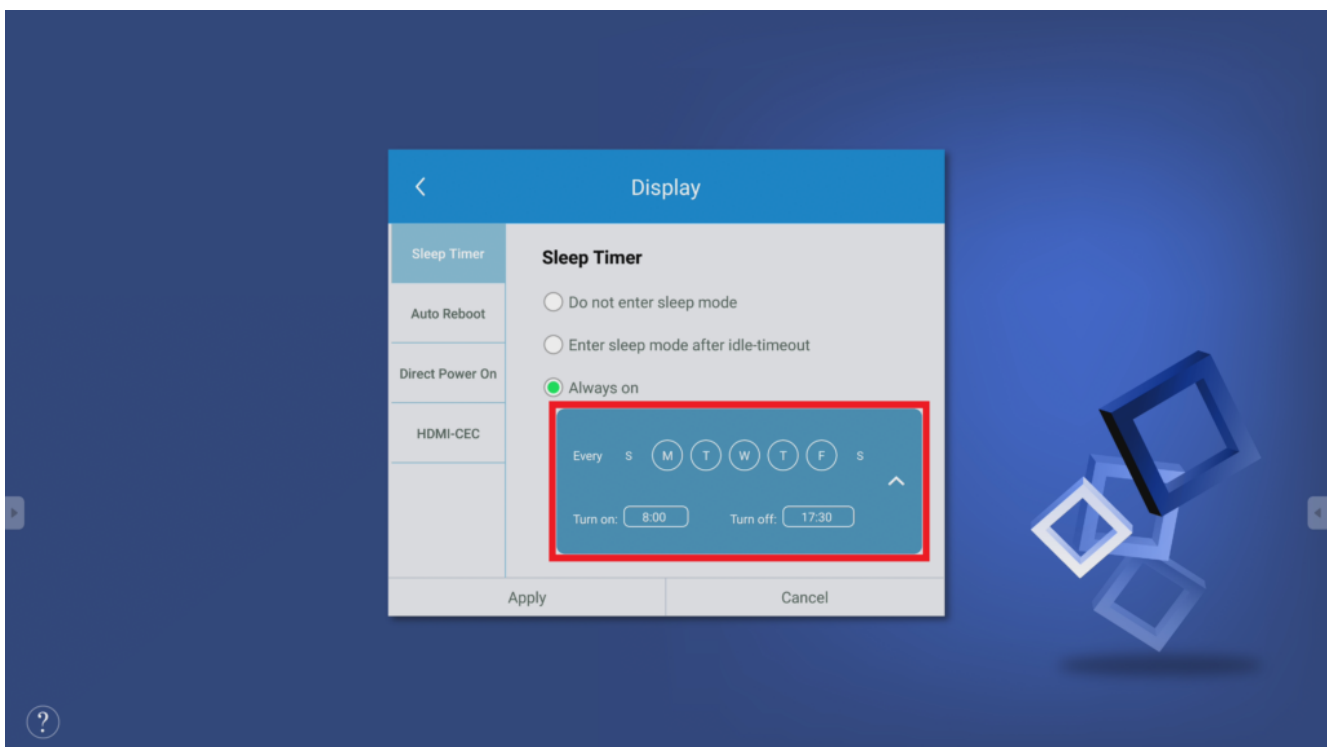 Display
Sleep Timer
Auto Reboot
Direct Power On
HDMI-CEC
Sleep Timer
Do not enter sleep mode
Enter sleep mode after idle-timeout
Always on
Every S M T W T F S
Turn on: 8:00 Turn off: 17:30
Apply Cancel
?